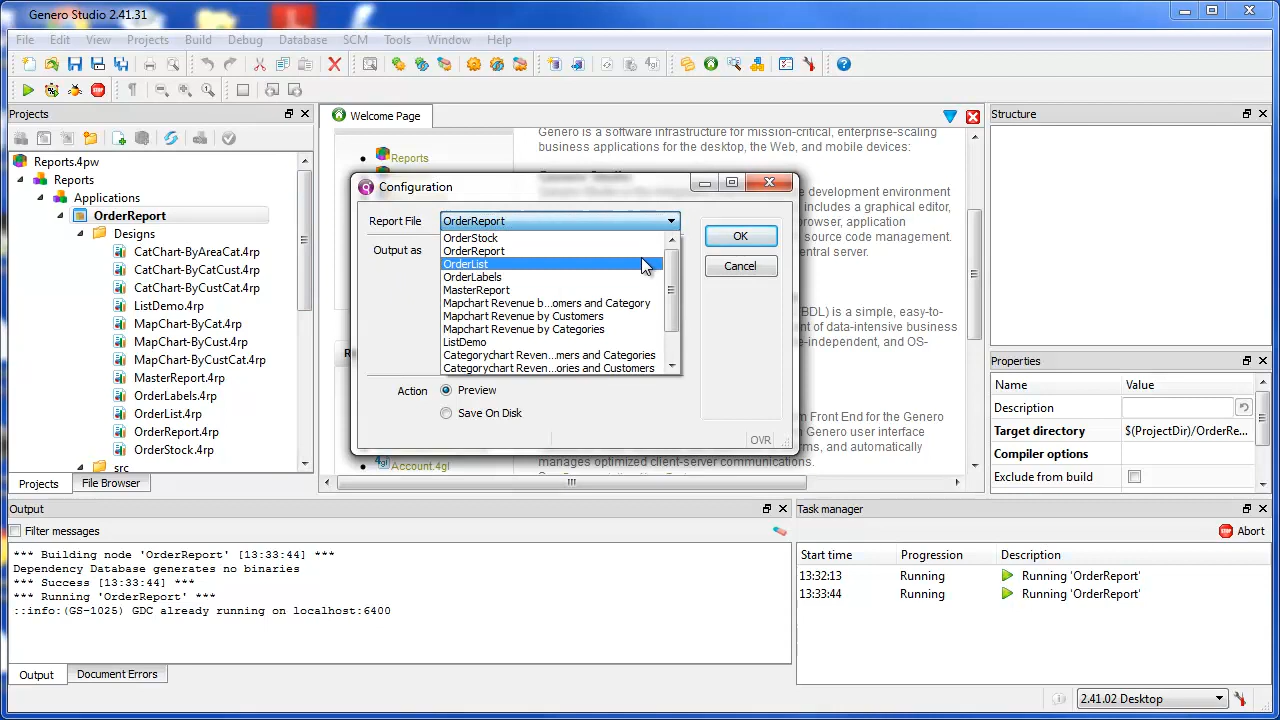 Genero Studio 2.41.31
File Edit View Projects Build Debug Database SCM Tools Window Help
Projects
Reports.4pw
Reports
Applications
OrderReport
Designs
CatChart-ByAreaCat.4rp
CatChart-ByCatCust.4rp
CatChart-ByCustCat.4rp
ListDemo.4rp
MapChart-ByCat.4rp
MapChart-ByCust.4rp
MapChart-ByCustCat.4rp
MasterReport.4rp
OrderLabels.4rp
OrderList.4rp
OrderReport.4rp
OrderStock.4rp
src
Projects File Browser
Welcome Page
Genero is a software infrastructure for mission-critical, enterprise-scaling
business applications for the desktop, the Web, and mobile devices:
Reports
e development environment
includes a graphical editor,
browser, application
source code management.
entral server.
BDL) is a simple, easy-to-
nt of data-intensive business
e-independent, and OS-
m Front End for the Genero
n Genero user interface
rms, and automatically
manages optimized client-server communications.
Account.4gl
Configuration
Report File OrderReport
Output as
OrderStock
OrderReport
OrderList
OrderLabels
MasterReport
Mapchart Revenue b...omers and Category
Mapchart Revenue by Customers
Mapchart Revenue by Categories
ListDemo
Categorychart Reven...mers and Categories
Categorychart Reven...ories and Customers
Action Preview
Save On Disk
OK
Cancel
OVR
Structure
Properties
Name Value
Description
Target directory $(ProjectDir)/OrderRe...
Compiler options
Exclude from build
Output
Filter messages
*** Building node 'OrderReport' [13:33:44] ***
Dependency Database generates no binaries
*** Success [13:33:44] ***
*** Running 'OrderReport' ***
::info:(GS-1025) GDC already running on localhost:6400
Output Document Errors
Task manager
Abort
Start time Progression Description
13:32:13 Running Running 'OrderReport'
13:33:44 Running Running 'OrderReport'
2.41.02 Desktop